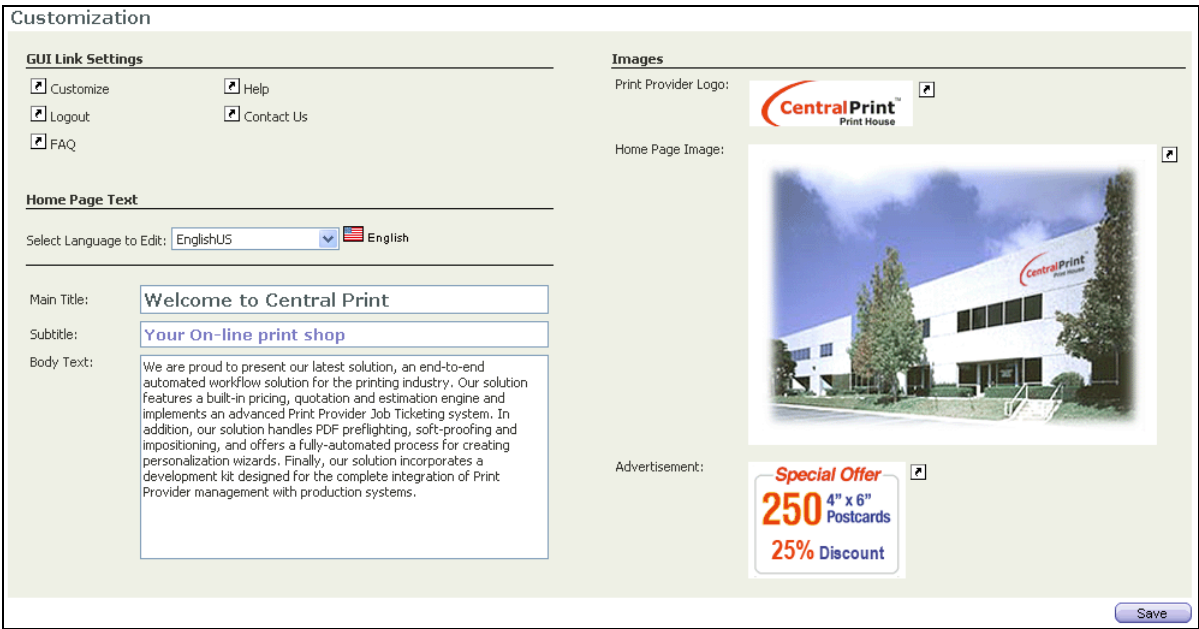 Customization
GUI Link Settings
Customize
Help
Logout
Contact Us
FAQ
Home Page Text
Select Language to Edit: EnglishUS English
Main Title: Welcome to Central Print
Subtitle: Your On-line print shop
Body Text:
We are proud to present our latest solution, an end-to-end
automated workflow solution for the printing industry. Our solution
features a built-in pricing, quotation and estimation engine and
implements an advanced Print Provider Job Ticketing system. In
addition, our solution handles PDF preflighting, soft-proofing and
impositioning, and offers a fully-automated process for creating
personalization wizards. Finally, our solution incorporates a
development kit designed for the complete integration of Print
Provider management with production systems.
Images
Print Provider Logo:
CentralPrint™
Print House
Home Page Image:
CentralPrint
Print House
Advertisement:
Special Offer
250 4" x 6"
Postcards
25% Discount
Save